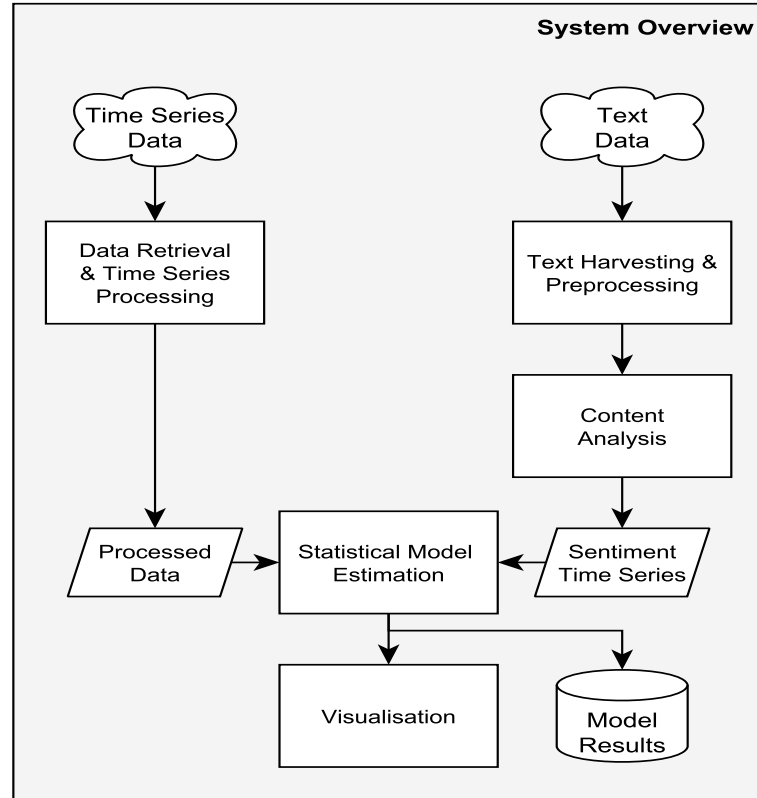 System Overview
Time Series
Data
Text
Data
Data Retrieval
& Time Series
Processing
Text Harvesting &
Preprocessing
Content
Analysis
Processed
Data
Statistical Model
Estimation
Sentiment
Time Series
Visualisation
Model
Results